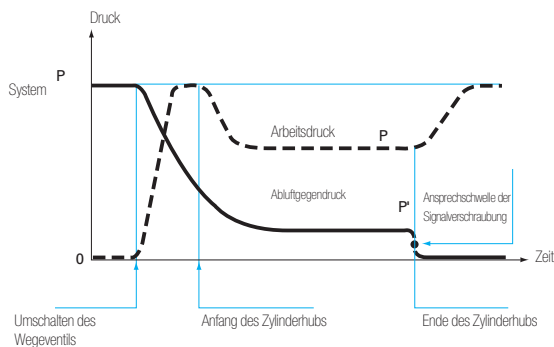 Druck
P
System
Arbeitsdruck
P
Abluftgegendruck
P"
Ansprechschwelle der
Signalverschraubung
0
Zeit
Umschalten des
Wegeventils
Anfang des Zylinderhubs
Ende des Zylinderhubs